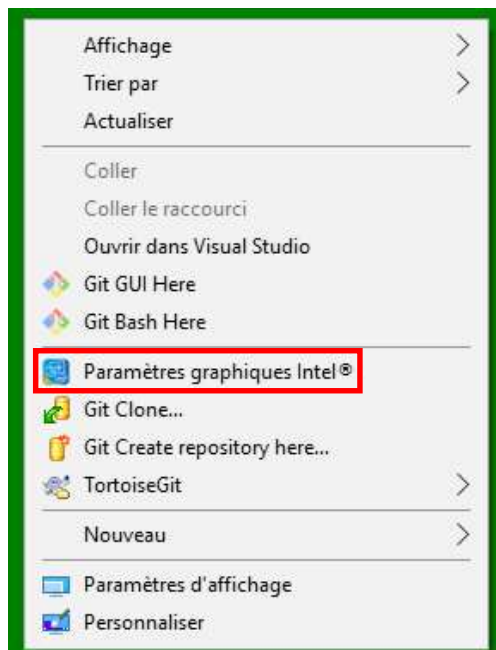 Affichage
Trier par
Actualiser
Coller
Coller le raccourci
Ouvrir dans Visual Studio
Git GUI Here
Git Bash Here
Paramètres graphiques Intel®
Git Clone...
Git Create repository here...
TortoiseGit
Nouveau
Paramètres d'affichage
Personnaliser